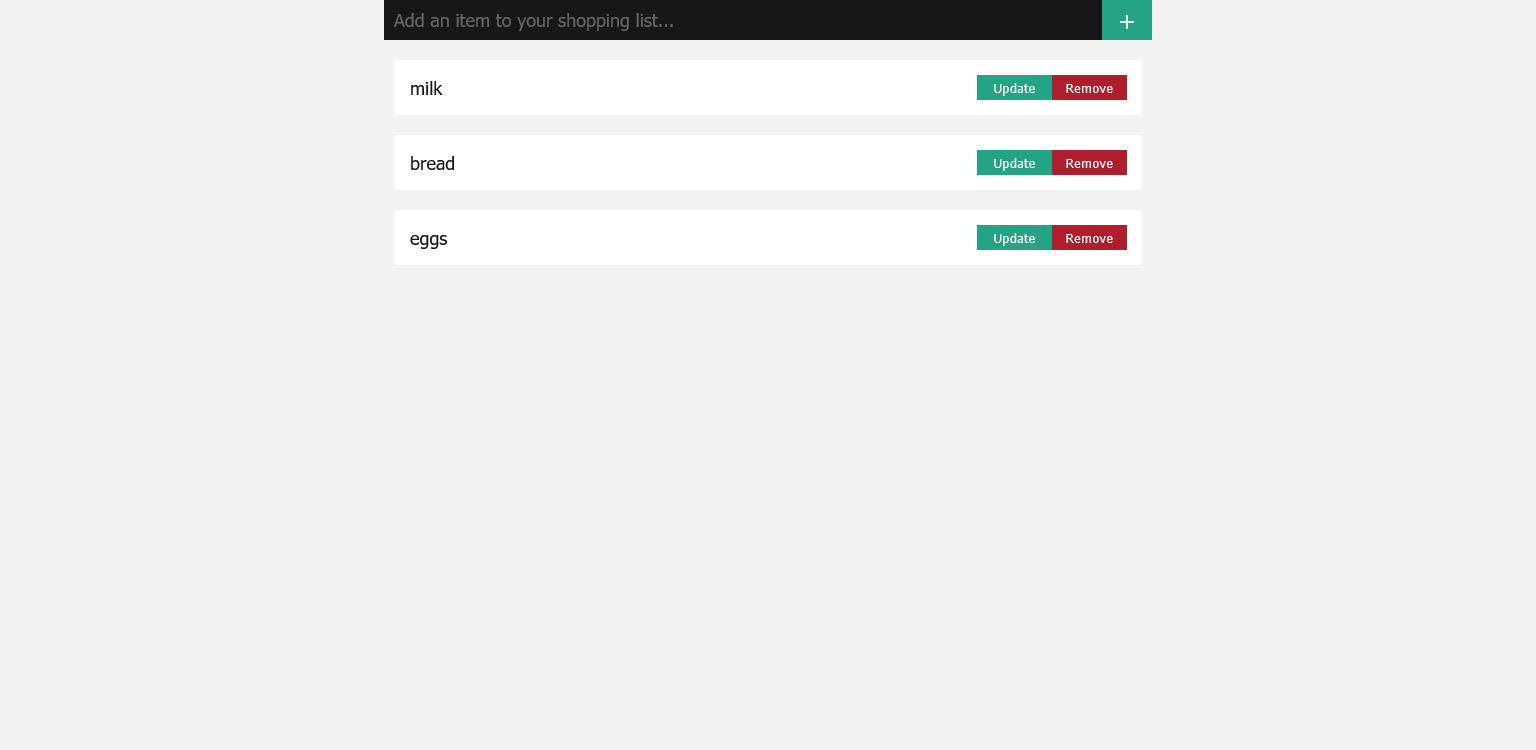 Add an item to your shopping list... +
milk Update Remove
bread Update Remove
eggs Update Remove